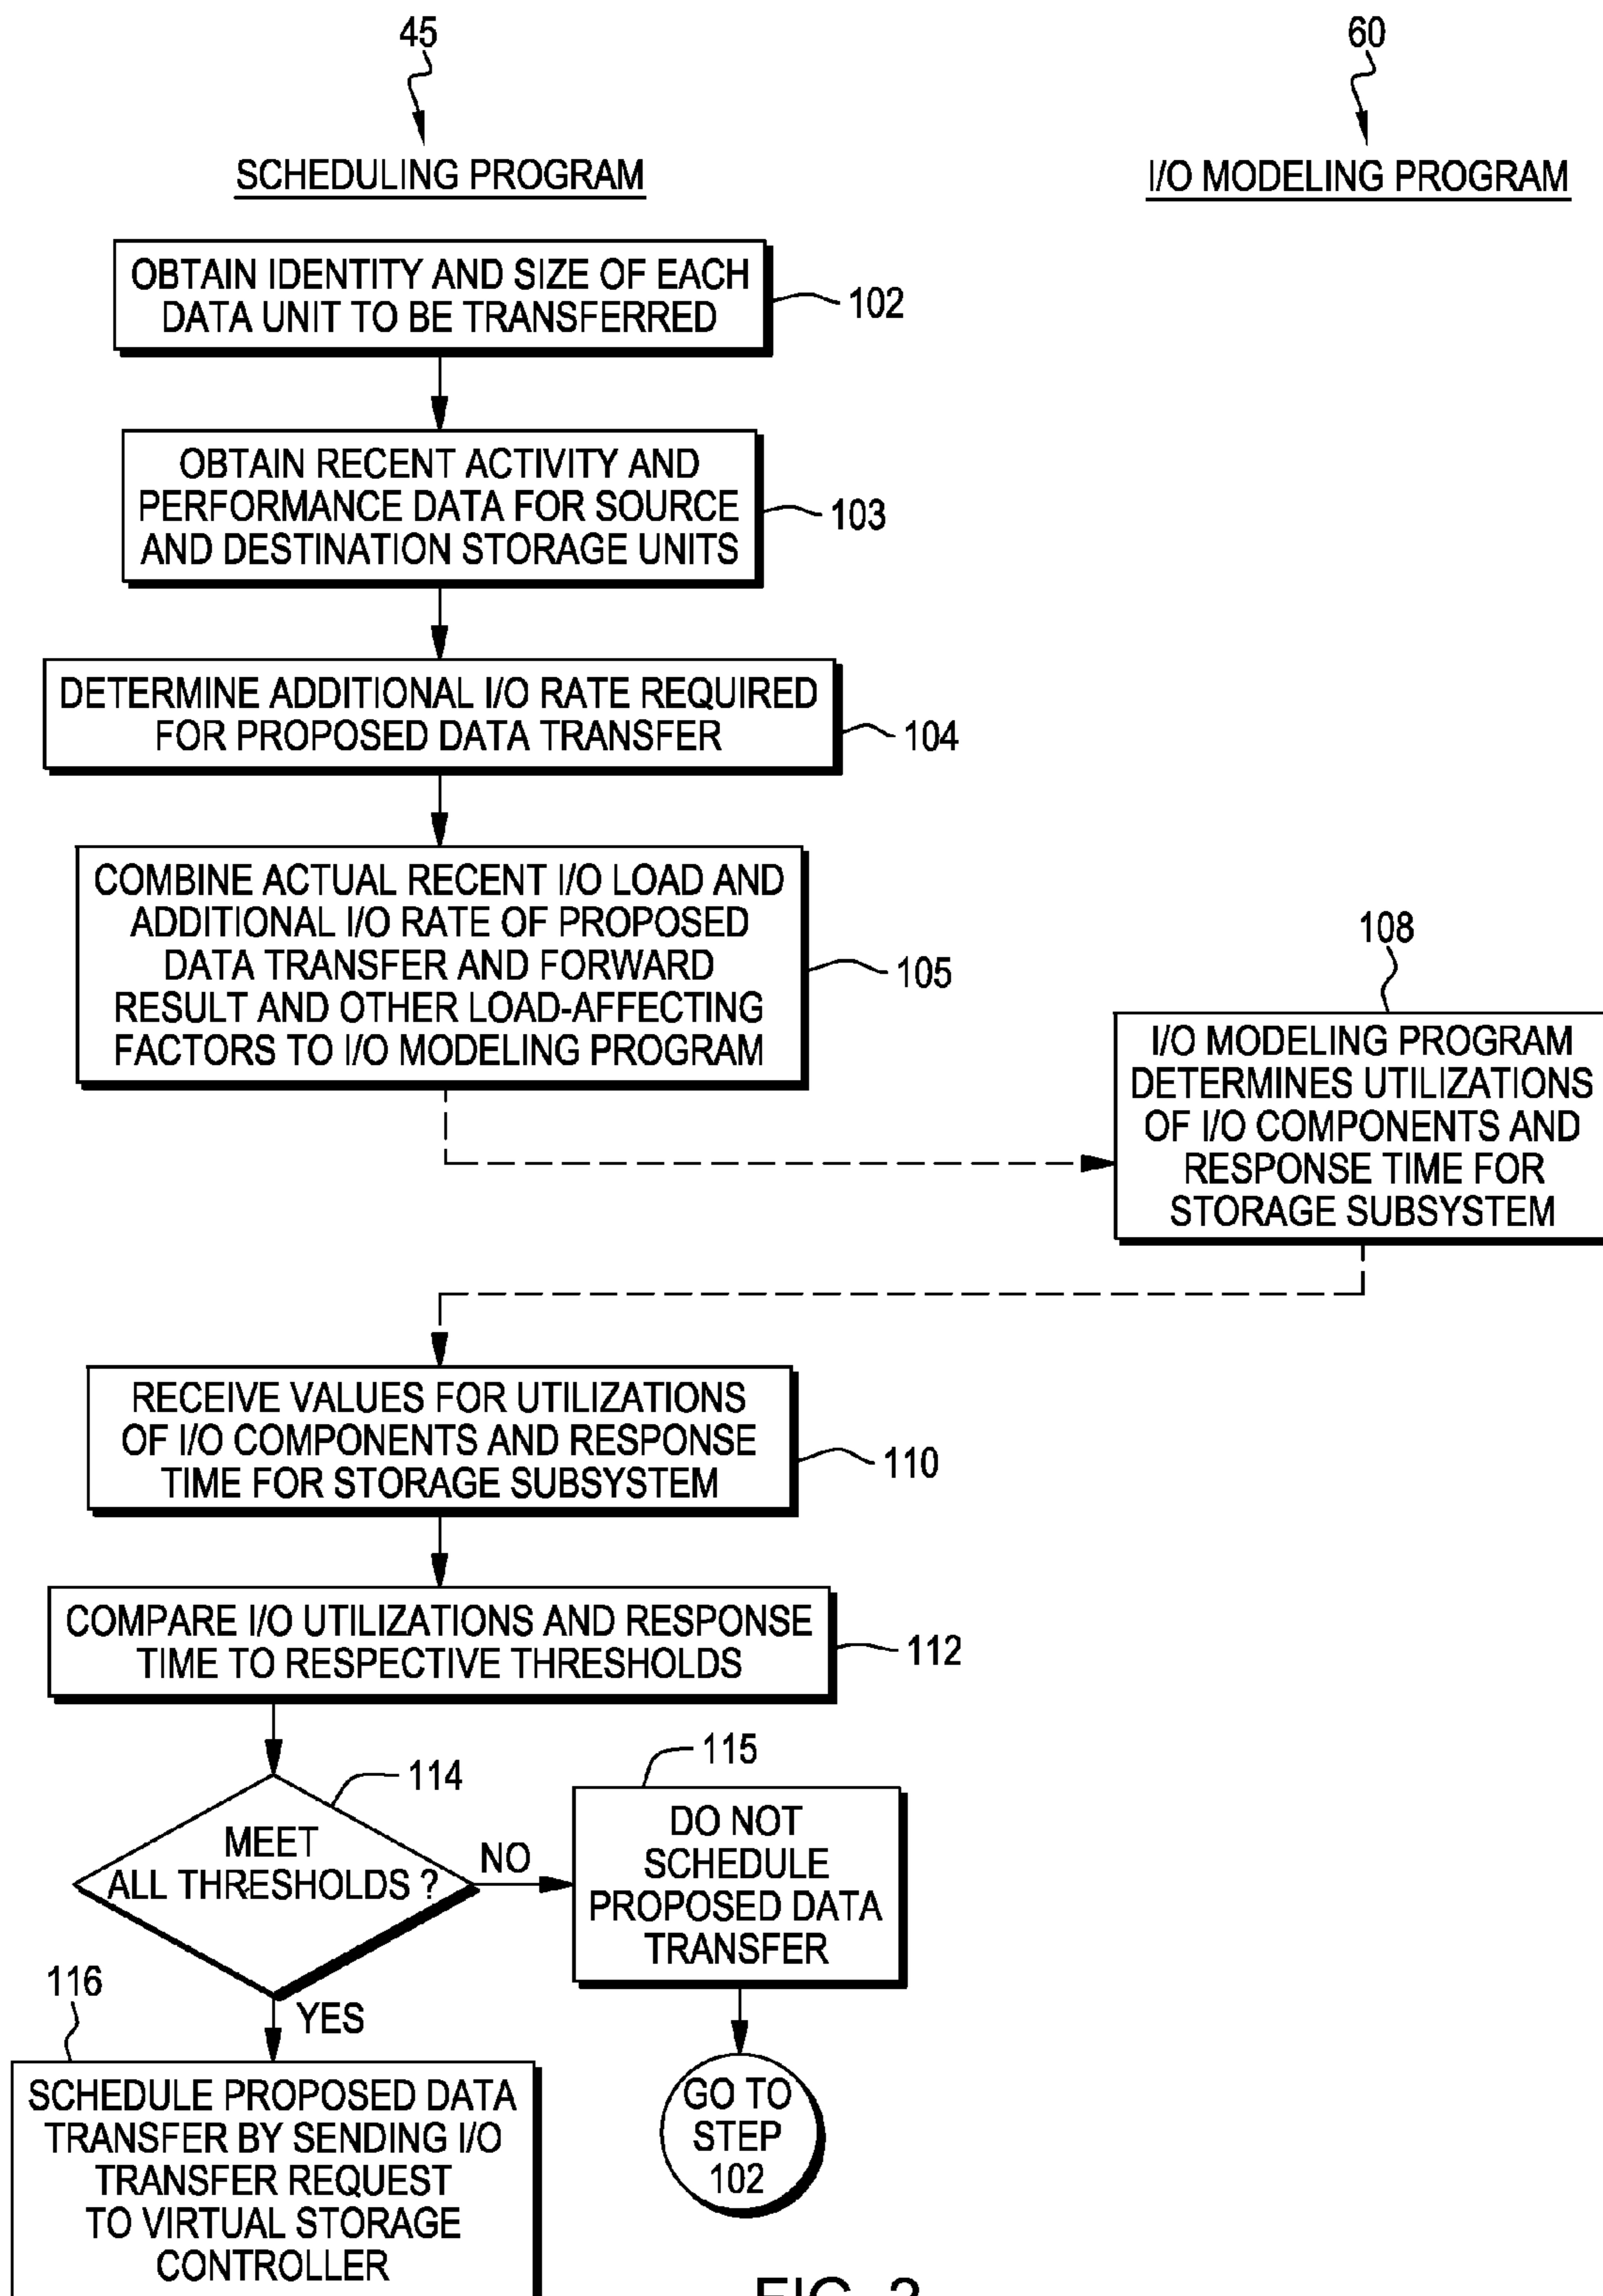 45
60
SCHEDULING PROGRAM
I/O MODELING PROGRAM
OBTAIN IDENTITY AND SIZE OF EACH
DATA UNIT TO BE TRANSFERRED
102
OBTAIN RECENT ACTIVITY AND
PERFORMANCE DATA FOR SOURCE
AND DESTINATION STORAGE UNITS
103
DETERMINE ADDITIONAL I/O RATE REQUIRED
FOR PROPOSED DATA TRANSFER
104
COMBINE ACTUAL RECENT I/O LOAD AND
ADDITIONAL I/O RATE OF PROPOSED
DATA TRANSFER AND FORWARD
RESULT AND OTHER LOAD-AFFECTING
FACTORS TO I/O MODELING PROGRAM
105
108
I/O MODELING PROGRAM
DETERMINES UTILIZATIONS
OF I/O COMPONENTS AND
RESPONSE TIME FOR
STORAGE SUBSYSTEM
RECEIVE VALUES FOR UTILIZATIONS
OF I/O COMPONENTS AND RESPONSE
TIME FOR STORAGE SUBSYSTEM
110
COMPARE I/O UTILIZATIONS AND RESPONSE
TIME TO RESPECTIVE THRESHOLDS
112
114
MEET
ALL THRESHOLDS ?
NO
YES
115
DO NOT
SCHEDULE
PROPOSED DATA
TRANSFER
GO TO
STEP
102
116
SCHEDULE PROPOSED DATA
TRANSFER BY SENDING I/O
TRANSFER REQUEST
TO VIRTUAL STORAGE
CONTROLLER
FIG.